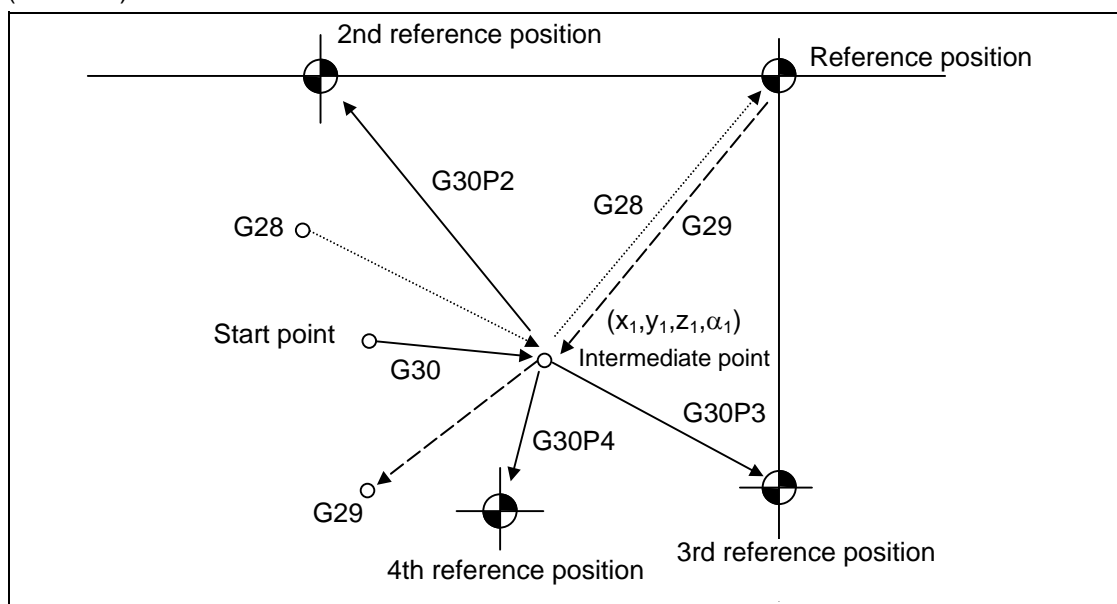 2nd reference position
Reference position
G30P2
G28
G29
G28
(x₁,y₁,z₁,α₁)
Start point
Intermediate point
G30
G30P3
G30P4
G29
3rd reference position
4th reference position